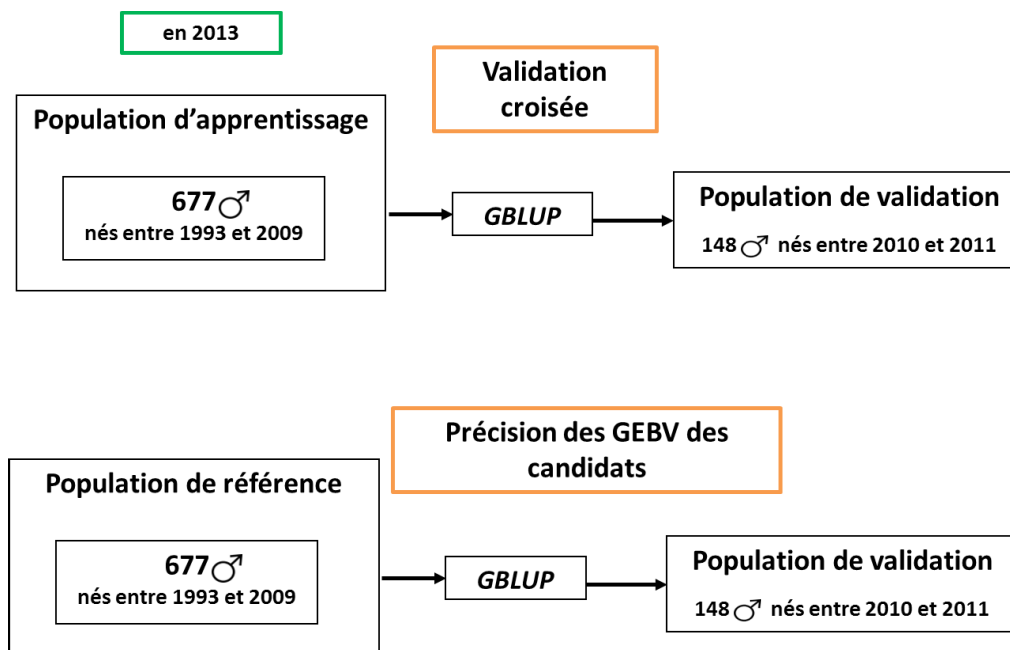 en 2013
Validation
croisée
Population d'apprentissage
677♂
nés entre 1993 et 2009
GBLUP
Population de validation
148 ♂ nés entre 2010 et 2011
Précision des GEBV des
candidats
Population de référence
677♂
nés entre 1993 et 2009
GBLUP
Population de validation
148 ♂ nés entre 2010 et 2011